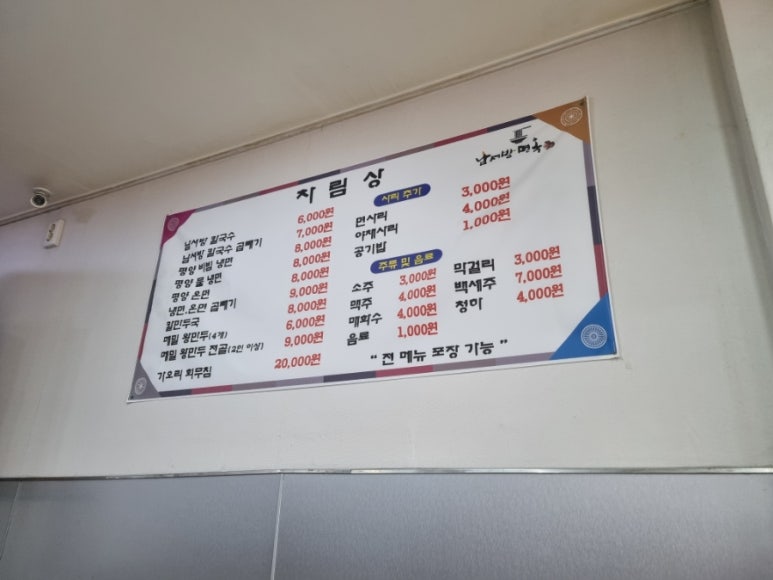 차림상
남서방 면옥
남서방 칼국수 6,000원
남서방 칼국수 곱빼기 7,000원
평양 비빔 냉면 8,000원
평양 물 냉면 8,000원
평양 온면 8,000원
냉면.온면 곱빼기 9,000원
칼만두국 8,000원
메밀 왕만두(4개) 6,000원
메밀 왕만두 전골(2인 이상) 9,000원
가오리 회무침 20,000원
사리 추가
면사리 3,000원
야채사리 4,000원
공기밥 1,000원
주류 및 음료
소주 3,000원
맥주 4,000원
매화수 4,000원
음료 1,000원
막걸리 3,000원
백세주 7,000원
청하 4,000원
" 전 메뉴 포장 가능 "